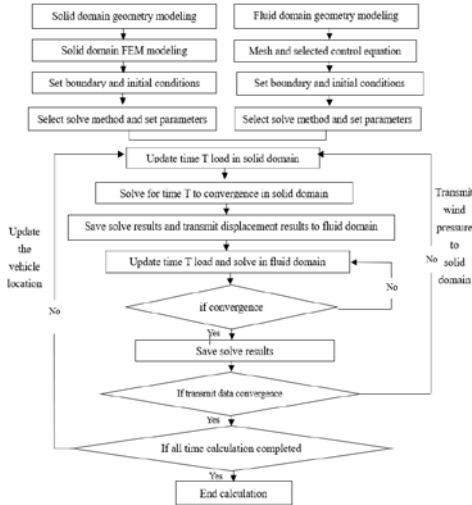 Solid domain geometry modeling
Fluid domain geometry modeling
Solid domain FEM modeling
Mesh and selected control equation
Set boundary and initial conditions
Set boundary and initial conditions
Select solve method and set parameters
Select solve method and set parameters
Update time T load in solid domain
Solve for time T to convergence in solid domain
Save solve results and transmit displacement results to fluid domain
Update time T load and solve in fluid domain
Update
the
vehicle
location
No
Transmit
wind
pressure
to
solid
domain
No
No
if convergence
Yes
Save solve results
If transmit data convergence
Yes
If all time calculation completed
Yes
End calculation